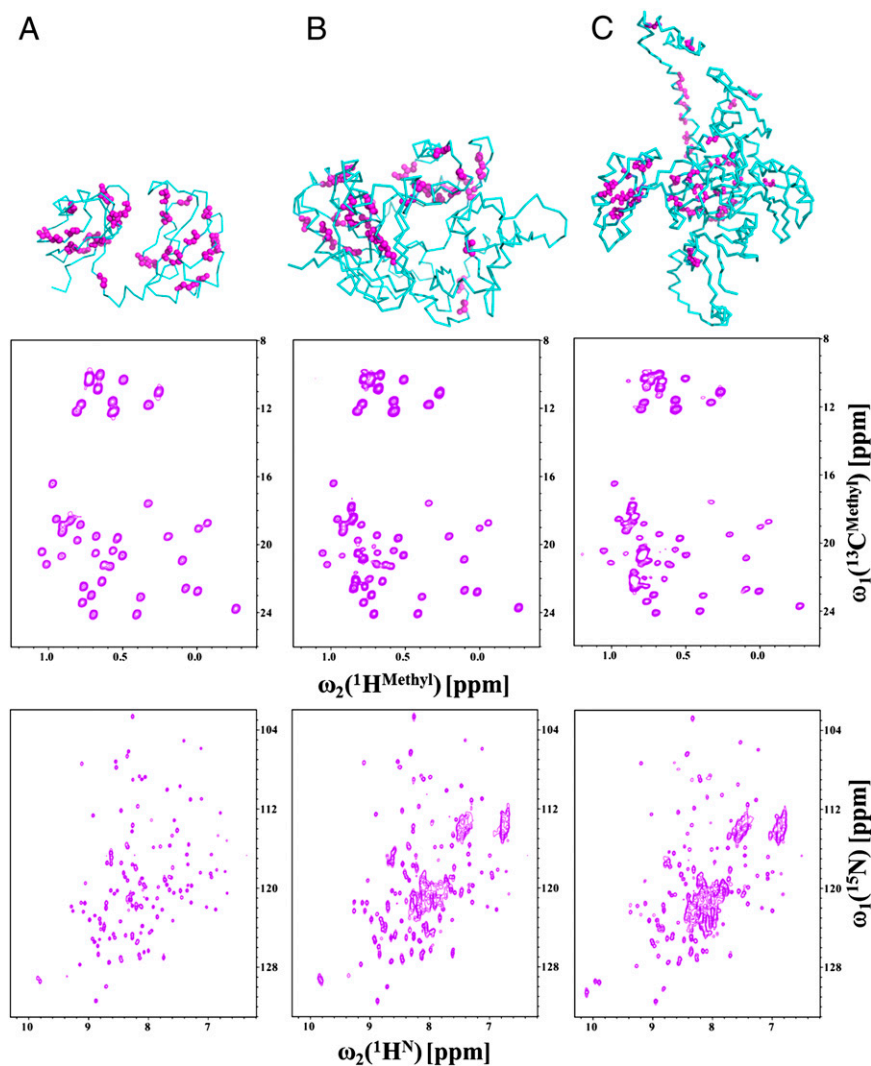 A B C
8
12
16
20
24
ω₁(¹³Cᴹᵉᵗʰʸˡ) [ppm]
1.0 0.5 0.0 1.0 0.5 0.0 1.0 0.5 0.0
ω₂(¹Hᴹᵉᵗʰʸˡ) [ppm]
104
112
120
128
ω₁(¹⁵N) [ppm]
10 9 8 7 10 9 8 7 10 9 8 7
ω₂(¹Hᴺ) [ppm]